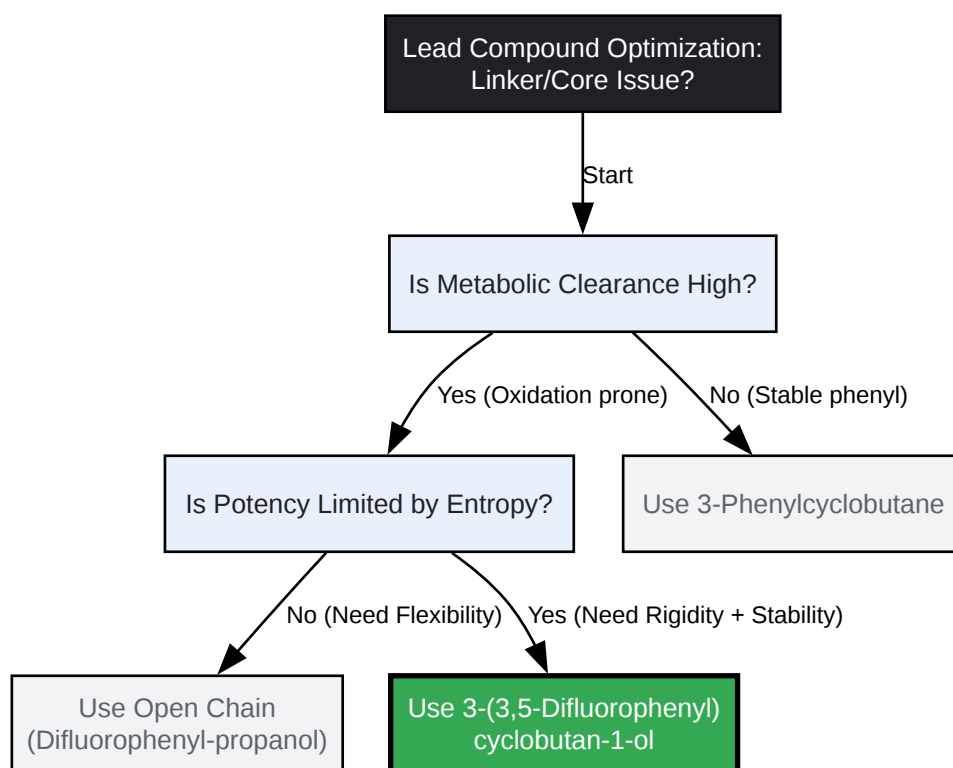 Lead Compound Optimization:
Linker/Core Issue?
Start
Is Metabolic Clearance High?
Yes (Oxidation prone)
No (Stable phenyl)
Is Potency Limited by Entropy?
Use 3-Phenylcyclobutane
No (Need Flexibility)
Yes (Need Rigidity + Stability)
Use Open Chain
(Difluorophenyl-propanol)
Use 3-(3,5-Difluorophenyl)
cyclobutan-1-ol